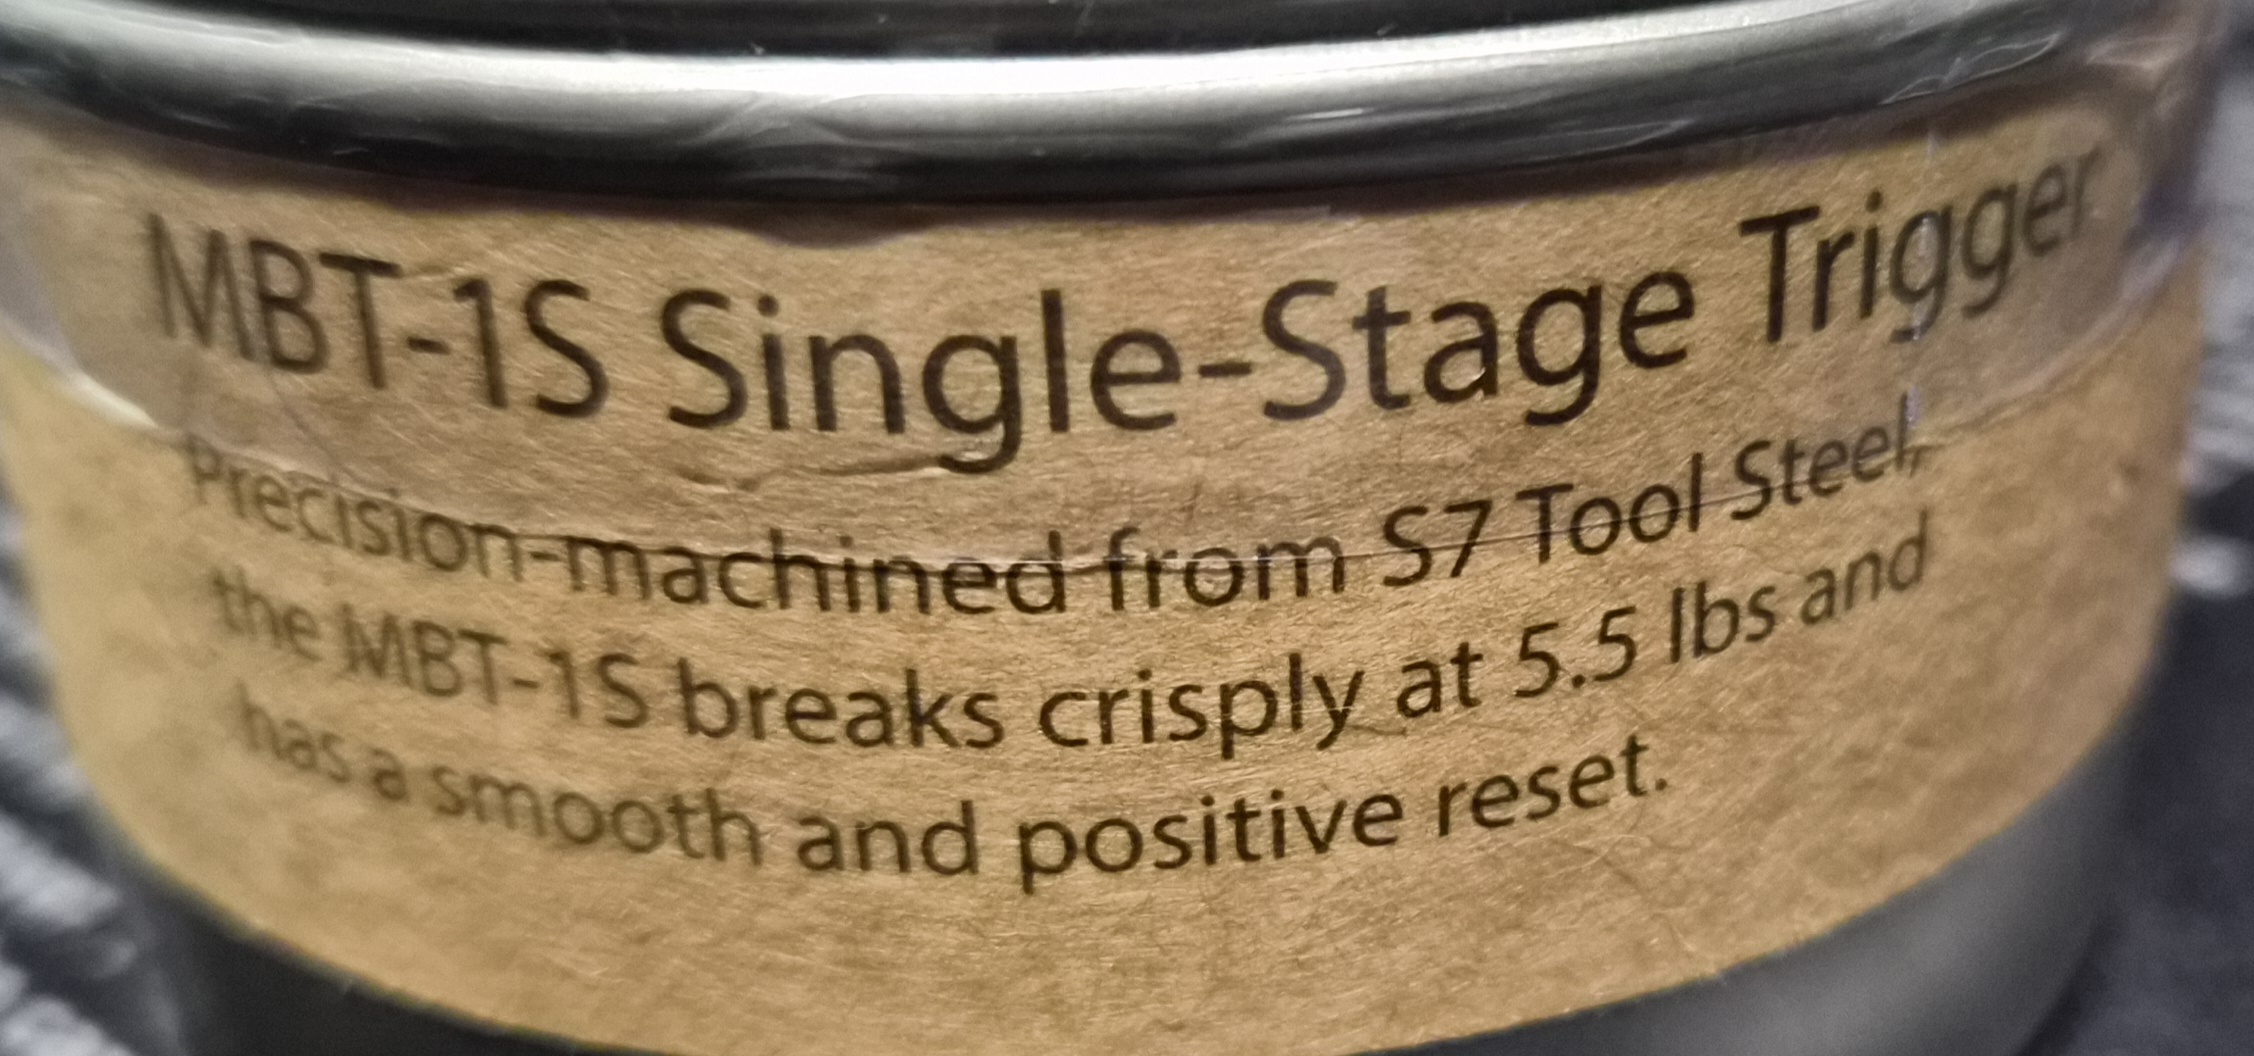 MBT-1S Single-Stage Trigger
Precision-machined from S7 Tool Steel,
the MBT-1S breaks crisply at 5.5 lbs and
has a smooth and positive reset.